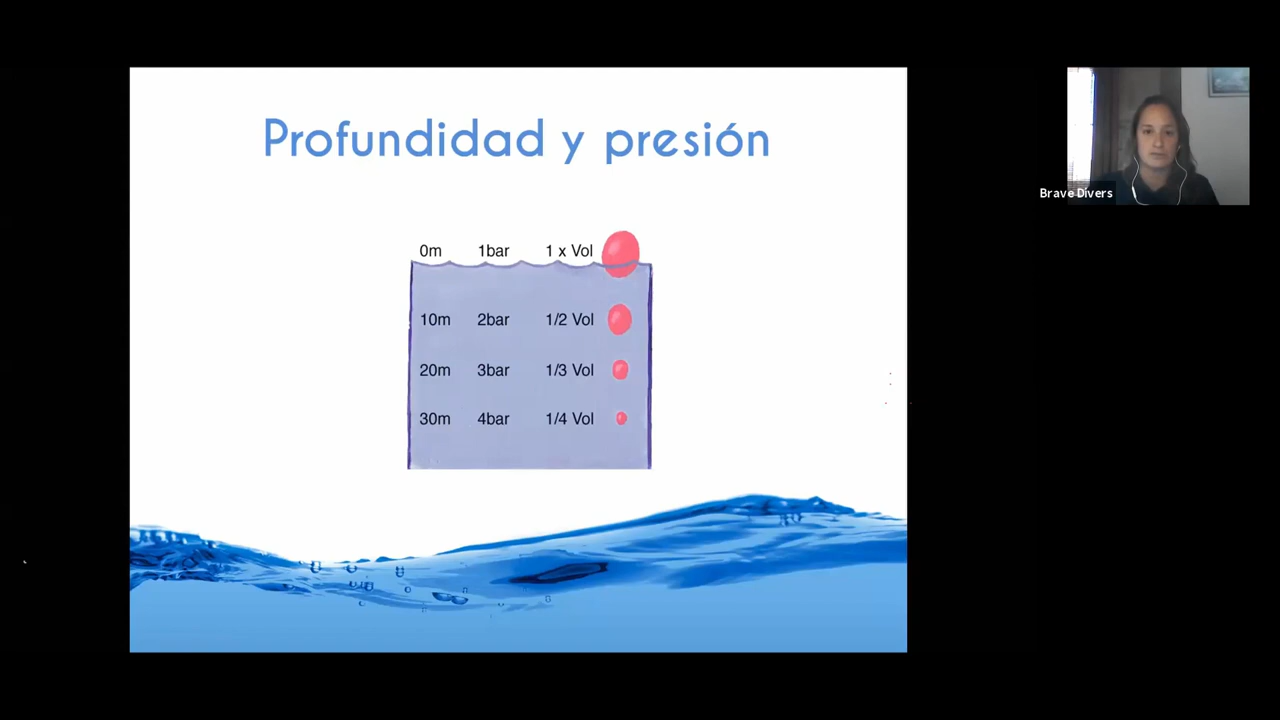 Profundidad y presión
0m 1bar 1 x Vol
10m 2bar 1/2 Vol
20m 3bar 1/3 Vol
30m 4bar 1/4 Vol
Brave Divers